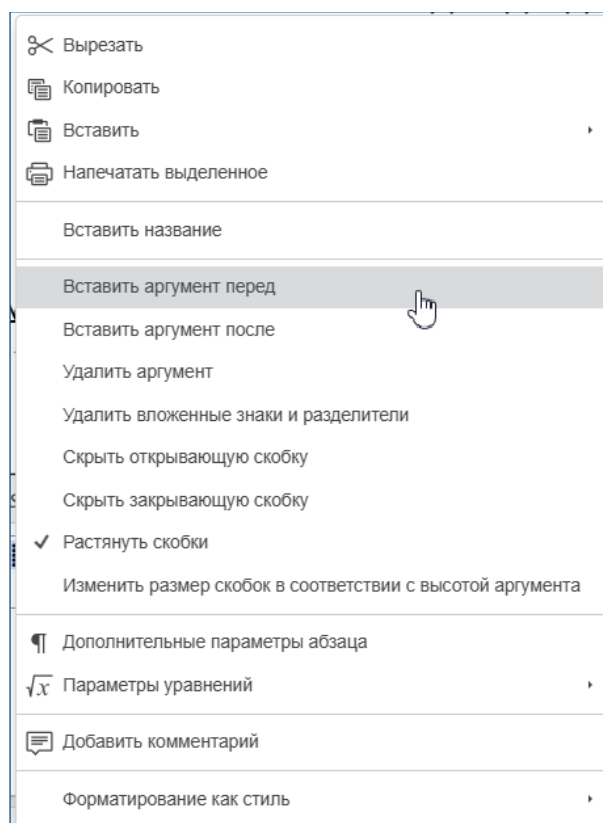 Вырезать
Копировать
Вставить
Напечатать выделенное
Вставить название
Вставить аргумент перед
Вставить аргумент после
Удалить аргумент
Удалить вложенные знаки и разделители
Скрыть открывающую скобку
Скрыть закрывающую скобку
Растянуть скобки
Изменить размер скобок в соответствии с высотой аргумента
Дополнительные параметры абзаца
Параметры уравнений
Добавить комментарий
Форматирование как стиль